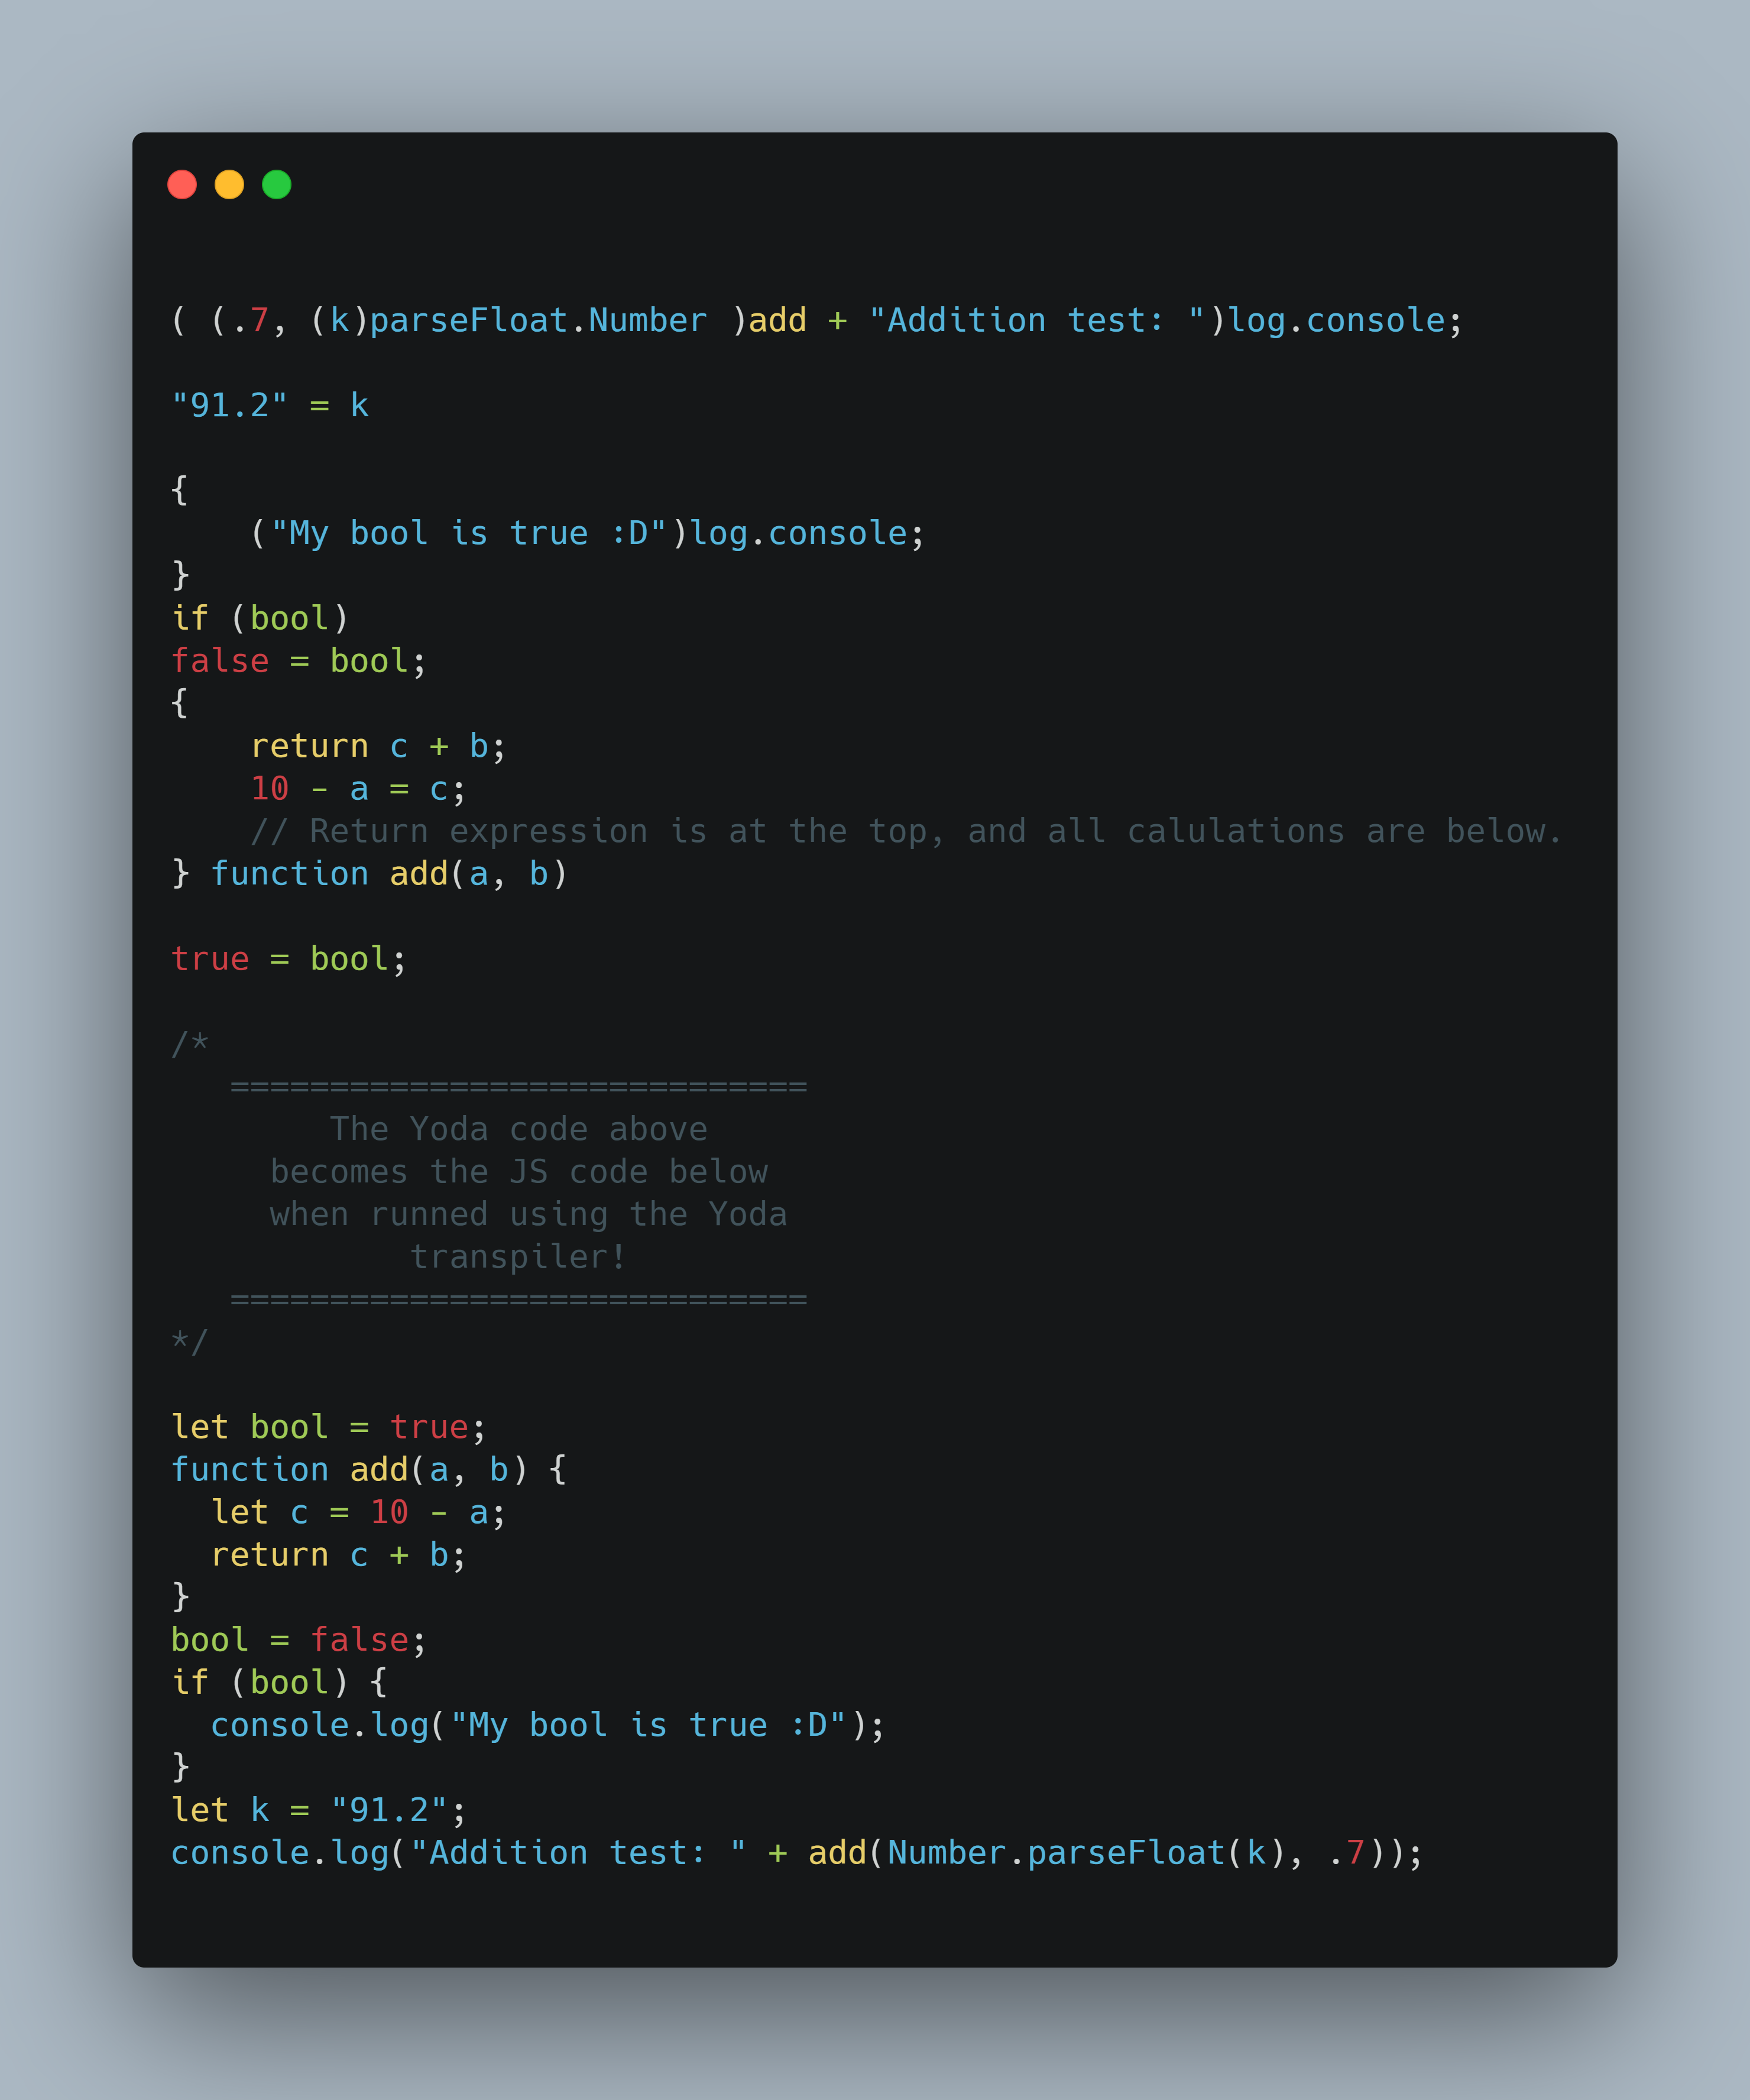 ( (.7, (k)parseFloat.Number )add + "Addition test: ")log.console;
"91.2" = k
{
    ("My bool is true :D")log.console;
}
if (bool)
false = bool;
{
    return c + b;
    10 - a = c;
    // Return expression is at the top, and all calulations are below.
} function add(a, b)
true = bool;
/*
   =============================
        The Yoda code above
     becomes the JS code below
     when runned using the Yoda
            transpiler!
   =============================
*/
let bool = true;
function add(a, b) {
  let c = 10 - a;
  return c + b;
}
bool = false;
if (bool) {
  console.log("My bool is true :D");
}
let k = "91.2";
console.log("Addition test: " + add(Number.parseFloat(k), .7));